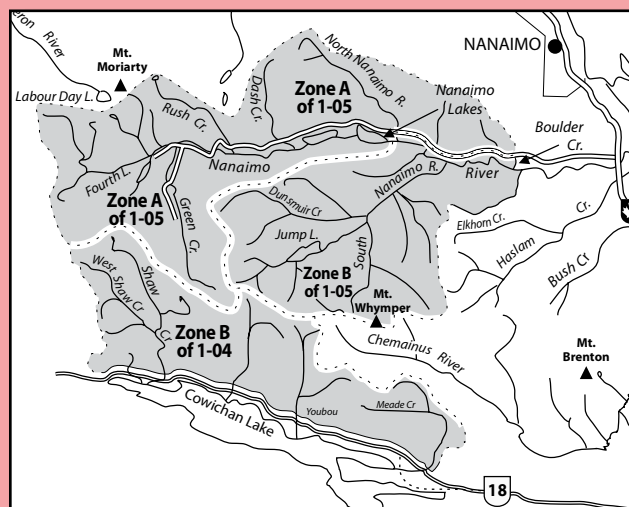 eron
River
Mt.
Moriarty
Labour Day L.
Rush Cr.
Dash Cr.
Zone A
of 1-05
North Nanaimo R.
Nanaimo
Lakes
NANAIMO
Boulder
Cr.
Fourth L.
Nanaimo
River
Zone A
of 1-05
Green Cr.
Dunsmuir Cr
Nanaimo R.
South
Jump L.
Zone B
of 1-05
Elkhorn Cr.
Haslam Cr.
Bush Cr
West
Shaw Cr
Shaw
Cr.
Zone B
of 1-04
Mt.
Whymper
Chemainus River
Mt.
Brenton
Cowichan Lake
Youbou
Meade Cr
18